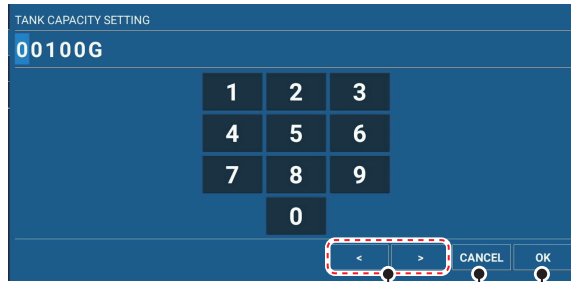 TANK CAPACITY SETTING
00100G
1 2 3
4 5 6
7 8 9
0
< > CANCEL OK